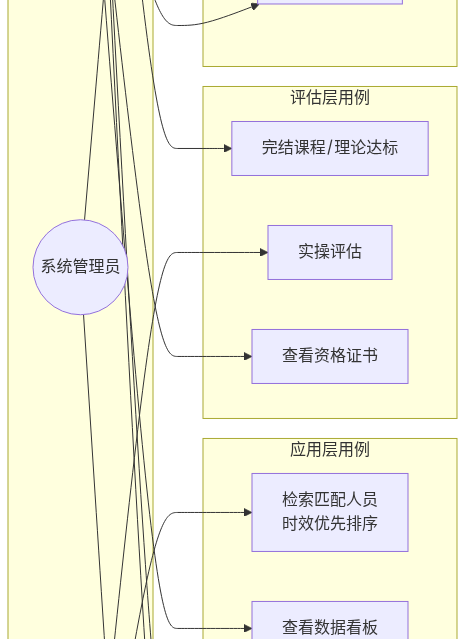 评估层用例
完结课程/理论达标
实操评估
系统管理员
查看资格证书
应用层用例
检索匹配人员
时效优先排序
查看数据看板